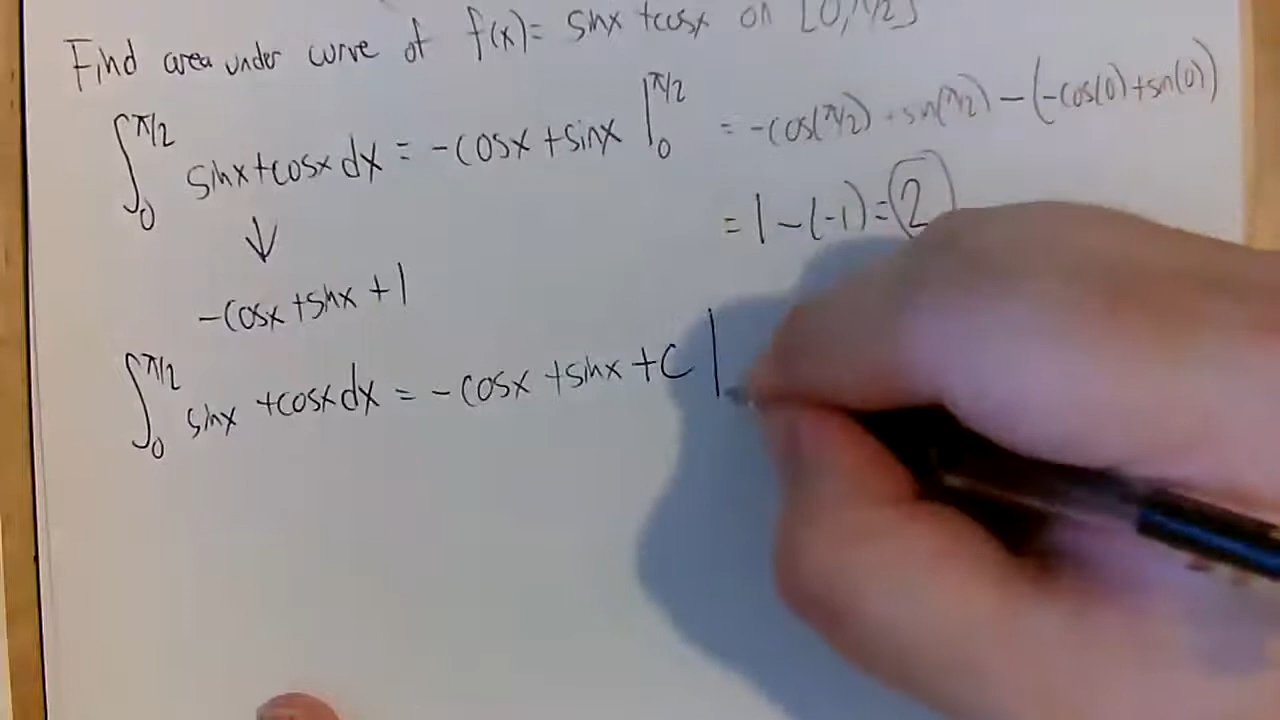 Find area under curve of f(x)= sinx +cosx on [0,π/2]
∫₀^π/2 sinx+cosx dx = -cosx +sinx |₀^π/2 = -cos(π/2) + sin(π/2) - (-cos(0)+sin(0))
= 1-(-1)=2
↓
-cosx +sinx +1
∫₀^π/2 sinx +cosx dx = -cosx +sinx +C |